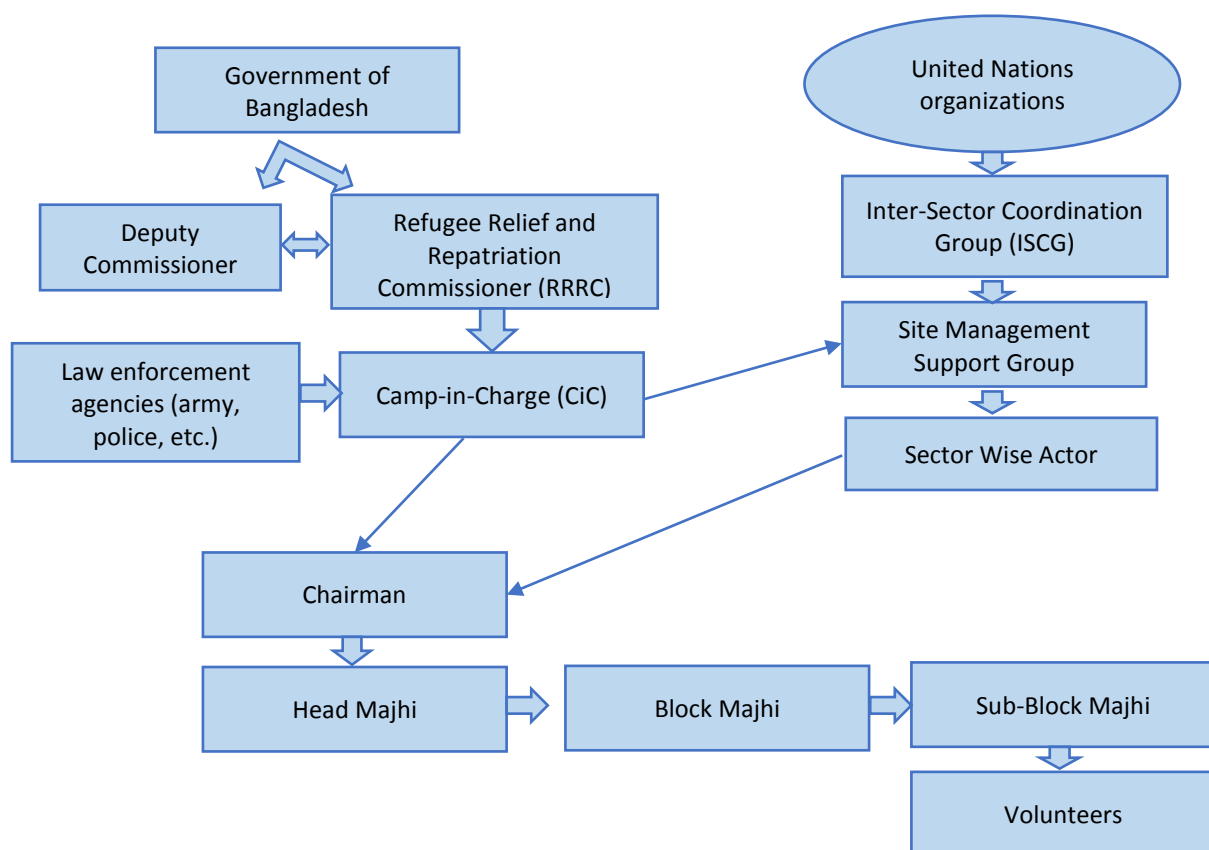 Government of
Bangladesh
United Nations
organizations
Deputy
Commissioner
Refugee Relief and
Repatriation
Commissioner (RRRC)
Inter-Sector Coordination
Group (ISCG)
Law enforcement
agencies (army,
police, etc.)
Camp-in-Charge (CiC)
Site Management
Support Group
Sector Wise Actor
Chairman
Head Majhi
Block Majhi
Sub-Block Majhi
Volunteers